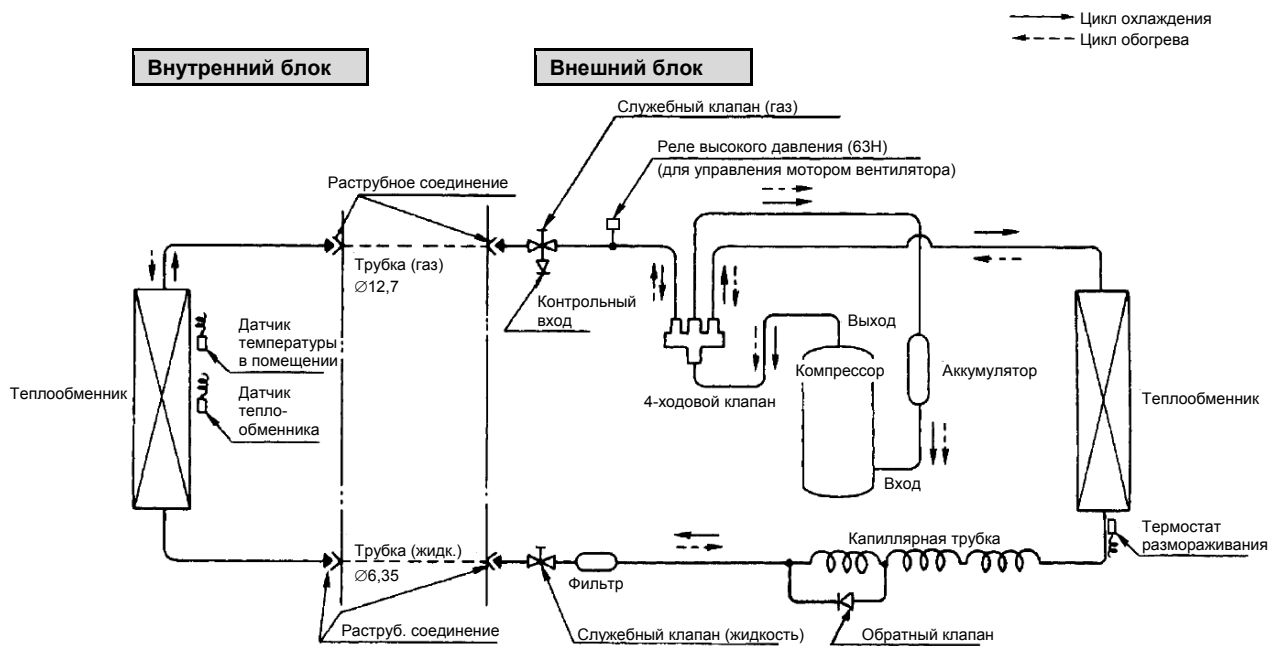 Цикл охлаждения
Цикл обогрева
Внутренний блок
Внешний блок
Служебный клапан (газ)
Реле высокого давления (63Н)
(для управления мотором вентилятора)
Раструбное соединение
Трубка (газ)
∅12,7
Контрольный
вход
Датчик
температуры
в помещении
Выход
Компрессор
Аккумулятор
Теплообменник
Датчик
тепло-
обменника
4-ходовой клапан
Теплообменник
Вход
Термостат
размораживания
Капиллярная трубка
Трубка (жидк.)
∅6,35
Фильтр
Раструб. соединение
Служебный клапан (жидкость)
Обратный клапан